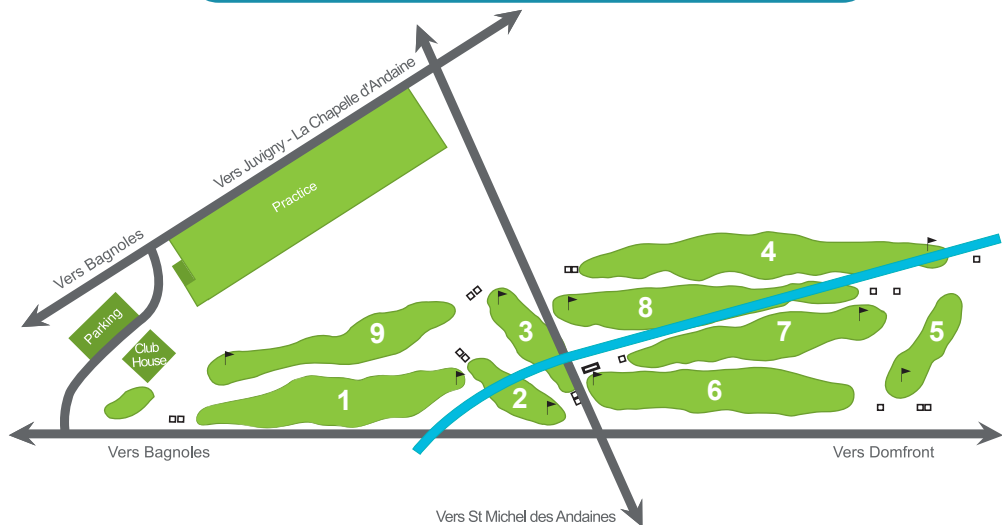 Vers Juvigny - La Chapelle d'Andaine
Practice
Vers Bagnoles
Parking
Club
House
4
8
3
9
7
5
1
2
6
Vers Bagnoles
Vers Domfront
Vers St Michel des Andaines